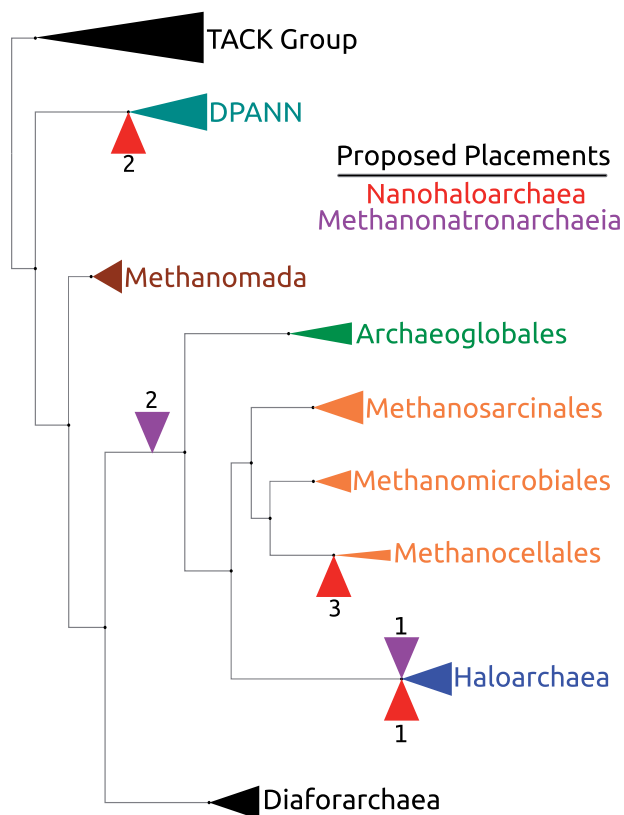 TACK Group
DPANN
2
Proposed Placements
Nanohaloarchaea
Methanonatronarchaeia
Methanomada
Archaeoglobales
2
Methanosarcinales
Methanomicrobiales
Methanocellales
3
1
Haloarchaea
1
Diaforarchaea